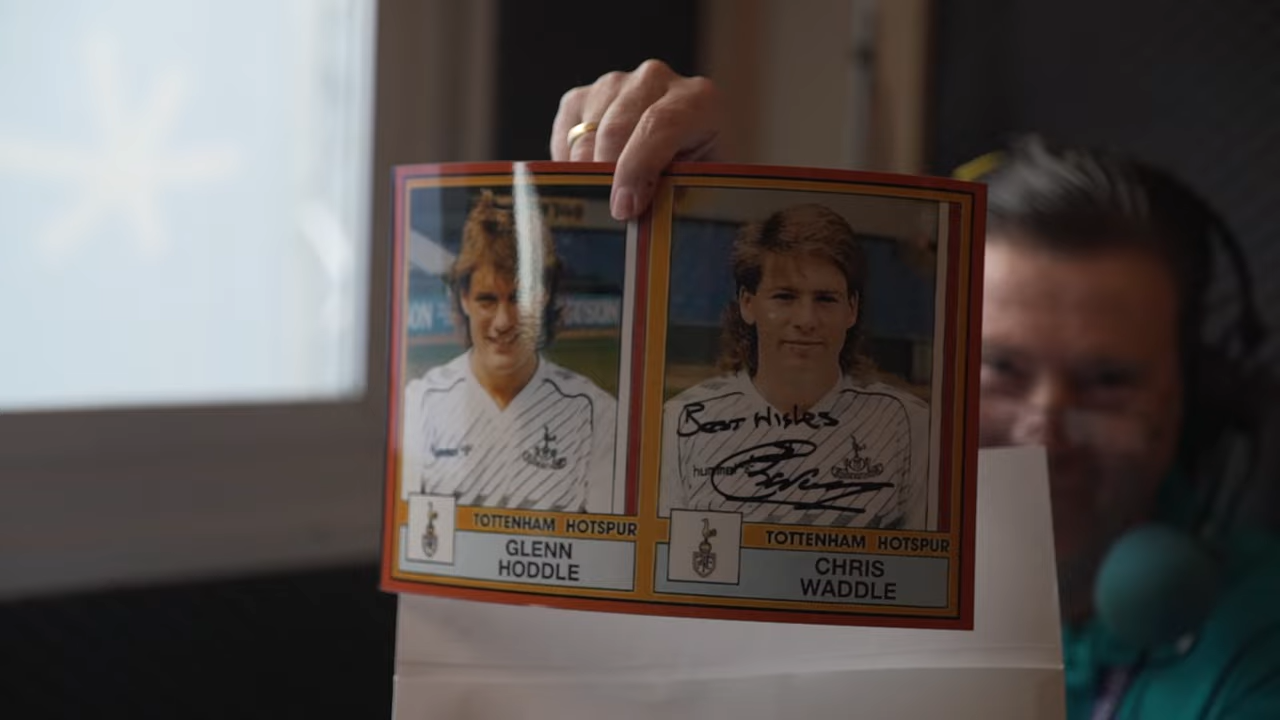 TOTTENHAM HOTSPUR
GLENN
HODDLE
Best Wishes
hummel
TOTTENHAM HOTSPUR
CHRIS
WADDLE